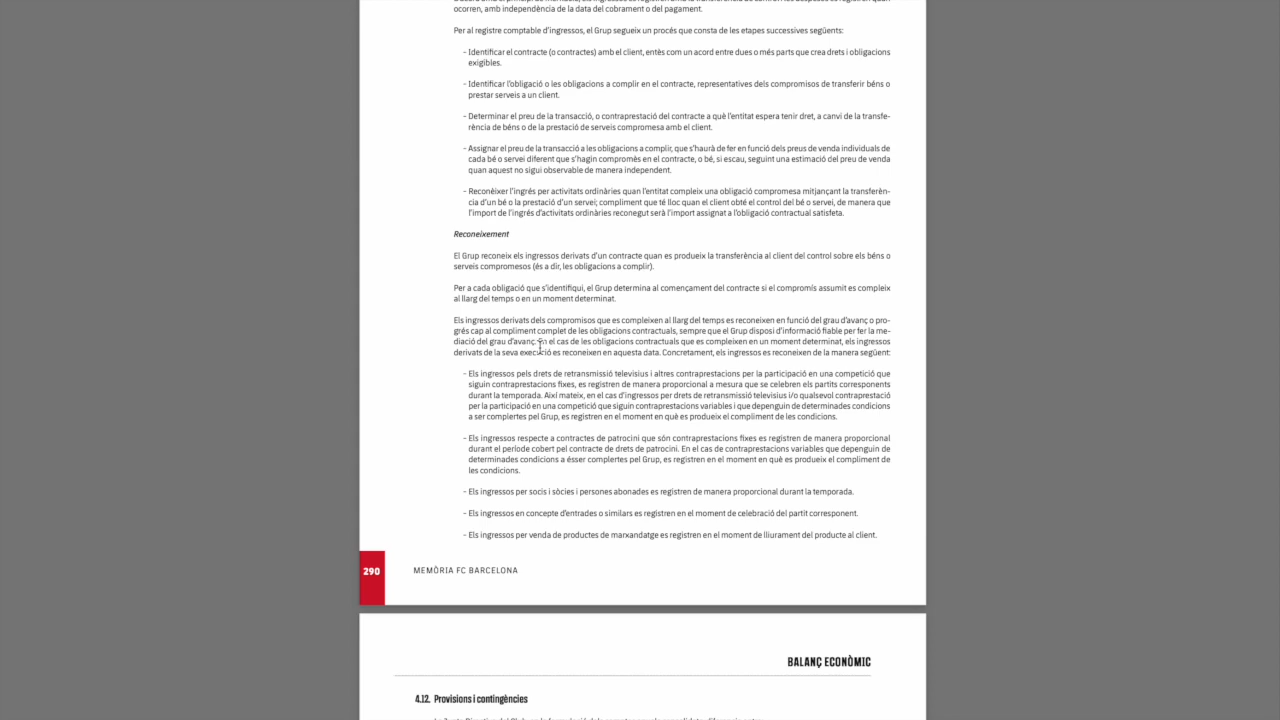 ocorren, amb independència de la data del cobrament o del pagament.
Per al registre comptable d'ingressos, el Grup segueix un procés que consta de les etapes successives següents:
- Identificar el contracte (o contractes) amb el client, entès com un acord entre dues o més parts que crea drets i obligacions
exigibles.
- Identificar l'obligació o les obligacions a complir en el contracte, representatives dels compromisos de transferir béns o
prestar serveis a un client.
- Determinar el preu de la transacció, o contraprestació del contracte a què l'entitat espera tenir dret, a canvi de la transfe-
rència de béns o de la prestació de serveis compromesa amb el client.
- Assignar el preu de la transacció a les obligacions a complir, que s'haurà de fer en funció dels preus de venda individuals de
cada bé o servei diferent que s'hagin compromès en el contracte, o bé, si escau, seguint una estimació del preu de venda
quan aquest no sigui observable de manera independent.
- Reconèixer l'ingrés per activitats ordinàries quan l'entitat compleix una obligació compromesa mitjançant la transferèn-
cia d'un bé o la prestació d'un servei; compliment que té lloc quan el client obté el control del bé o servei, de manera que
l'import de l'ingrés d'activitats ordinàries reconegut serà l'import assignat a l'obligació contractual satisfeta.
Reconeixement
El Grup reconeix els ingressos derivats d'un contracte quan es produeix la transferència al client del control sobre els béns o
serveis compromesos (és a dir, les obligacions a complir).
Per a cada obligació que s'identifiqui, el Grup determina al començament del contracte si el compromís assumit es compleix
al llarg del temps o en un moment determinat.
Els ingressos derivats dels compromisos que es compleixen al llarg del temps es reconeixen en funció del grau d'avanç o pro-
grés cap al compliment complet de les obligacions contractuals, sempre que el Grup disposi d'informació fiable per fer la me-
diació del grau d'avanç. En el cas de les obligacions contractuals que es compleixen en un moment determinat, els ingressos
derivats de la seva execució es reconeixen en aquesta data. Concretament, els ingressos es reconeixen de la manera següent:
- Els ingressos pels drets de retransmissió televisius i altres contraprestacions per la participació en una competició que
siguin contraprestacions fixes, es registren de manera proporcional a mesura que se celebren els partits corresponents
durant la temporada. Així mateix, en el cas d'ingressos per drets de retransmissió televisius i/o qualsevol contraprestació
per la participació en una competició que siguin contraprestacions variables i que depenguin de determinades condicions
a ser complertes pel Grup, es registren en el moment en què es produeix el compliment de les condicions.
- Els ingressos respecte a contractes de patrocini que són contraprestacions fixes es registren de manera proporcional
durant el període cobert pel contracte de drets de patrocini. En el cas de contraprestacions variables que depenguin de
determinades condicions a ésser complertes pel Grup, es registren en el moment en què es produeix el compliment de
les condicions.
- Els ingressos per socis i sòcies i persones abonades es registren de manera proporcional durant la temporada.
- Els ingressos en concepte d'entrades o similars es registren en el moment de celebració del partit corresponent.
- Els ingressos per venda de productes de marxandatge es registren en el moment de lliurament del producte al client.
290 MEMÒRIA FC BARCELONA
BALANÇ ECONÒMIC
4.12. Provisions i contingències